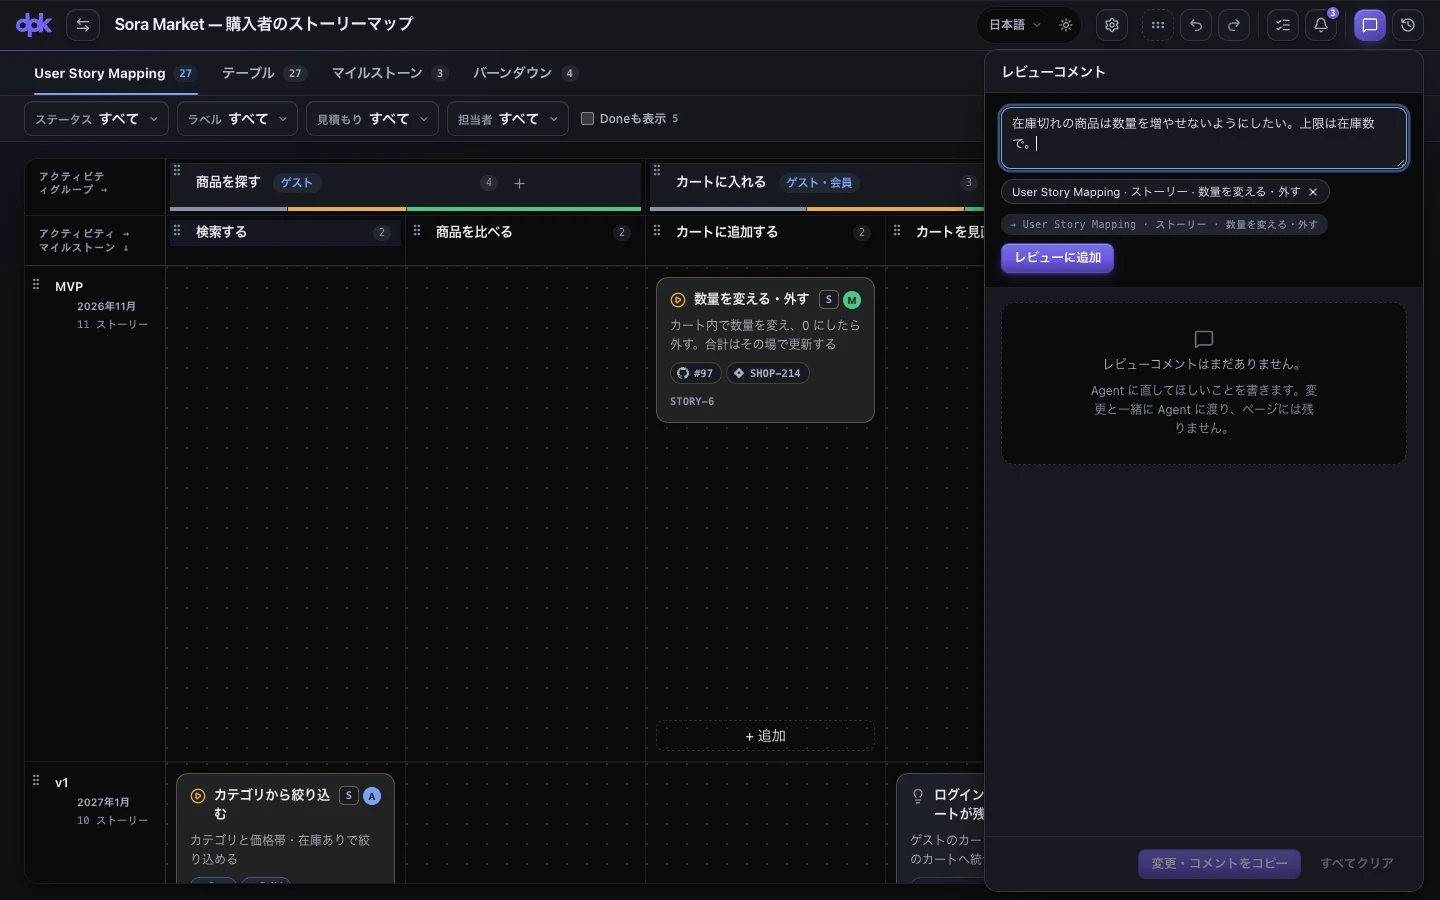 dpk
Sora Market — 購入者のストーリーマップ
日本語
3
User Story Mapping 27
テーブル 27
マイルストーン 3
バーンダウン 4
ステータス すべて
ラベル すべて
見積もり すべて
担当者 すべて
Doneも表示 5
アクティビテ
ィグループ →
商品を探す ゲスト 4 +
カートに入れる ゲスト・会員 3
アクティビティ →
マイルストーン ↓
検索する 2
商品を比べる 2
カートに追加する 2
MVP
2026年11月
11 ストーリー
数量を変える・外す S M
カート内で数量を変え、0 にしたら
外す。合計はその場で更新する
#97 SHOP-214
STORY-6
+ 追加
v1
2027年1月
10 ストーリー
カテゴリから絞り込
む
S A
カテゴリと価格帯・在庫ありで絞
り込める
ログイン
ートが残
ゲストのカー
のカートへ統
レビューコメント
在庫切れの商品は数量を増やせないようにしたい。上限は在庫数
で。
User Story Mapping · ストーリー · 数量を変える・外す ×
→ User Story Mapping · ストーリー · 数量を変える・外す
レビューに追加
レビューコメントはまだありません。
Agent に直してほしいことを書きます。変
更と一緒に Agent に渡り、ページには残
りません。
変更・コメントをコピー
すべてクリア